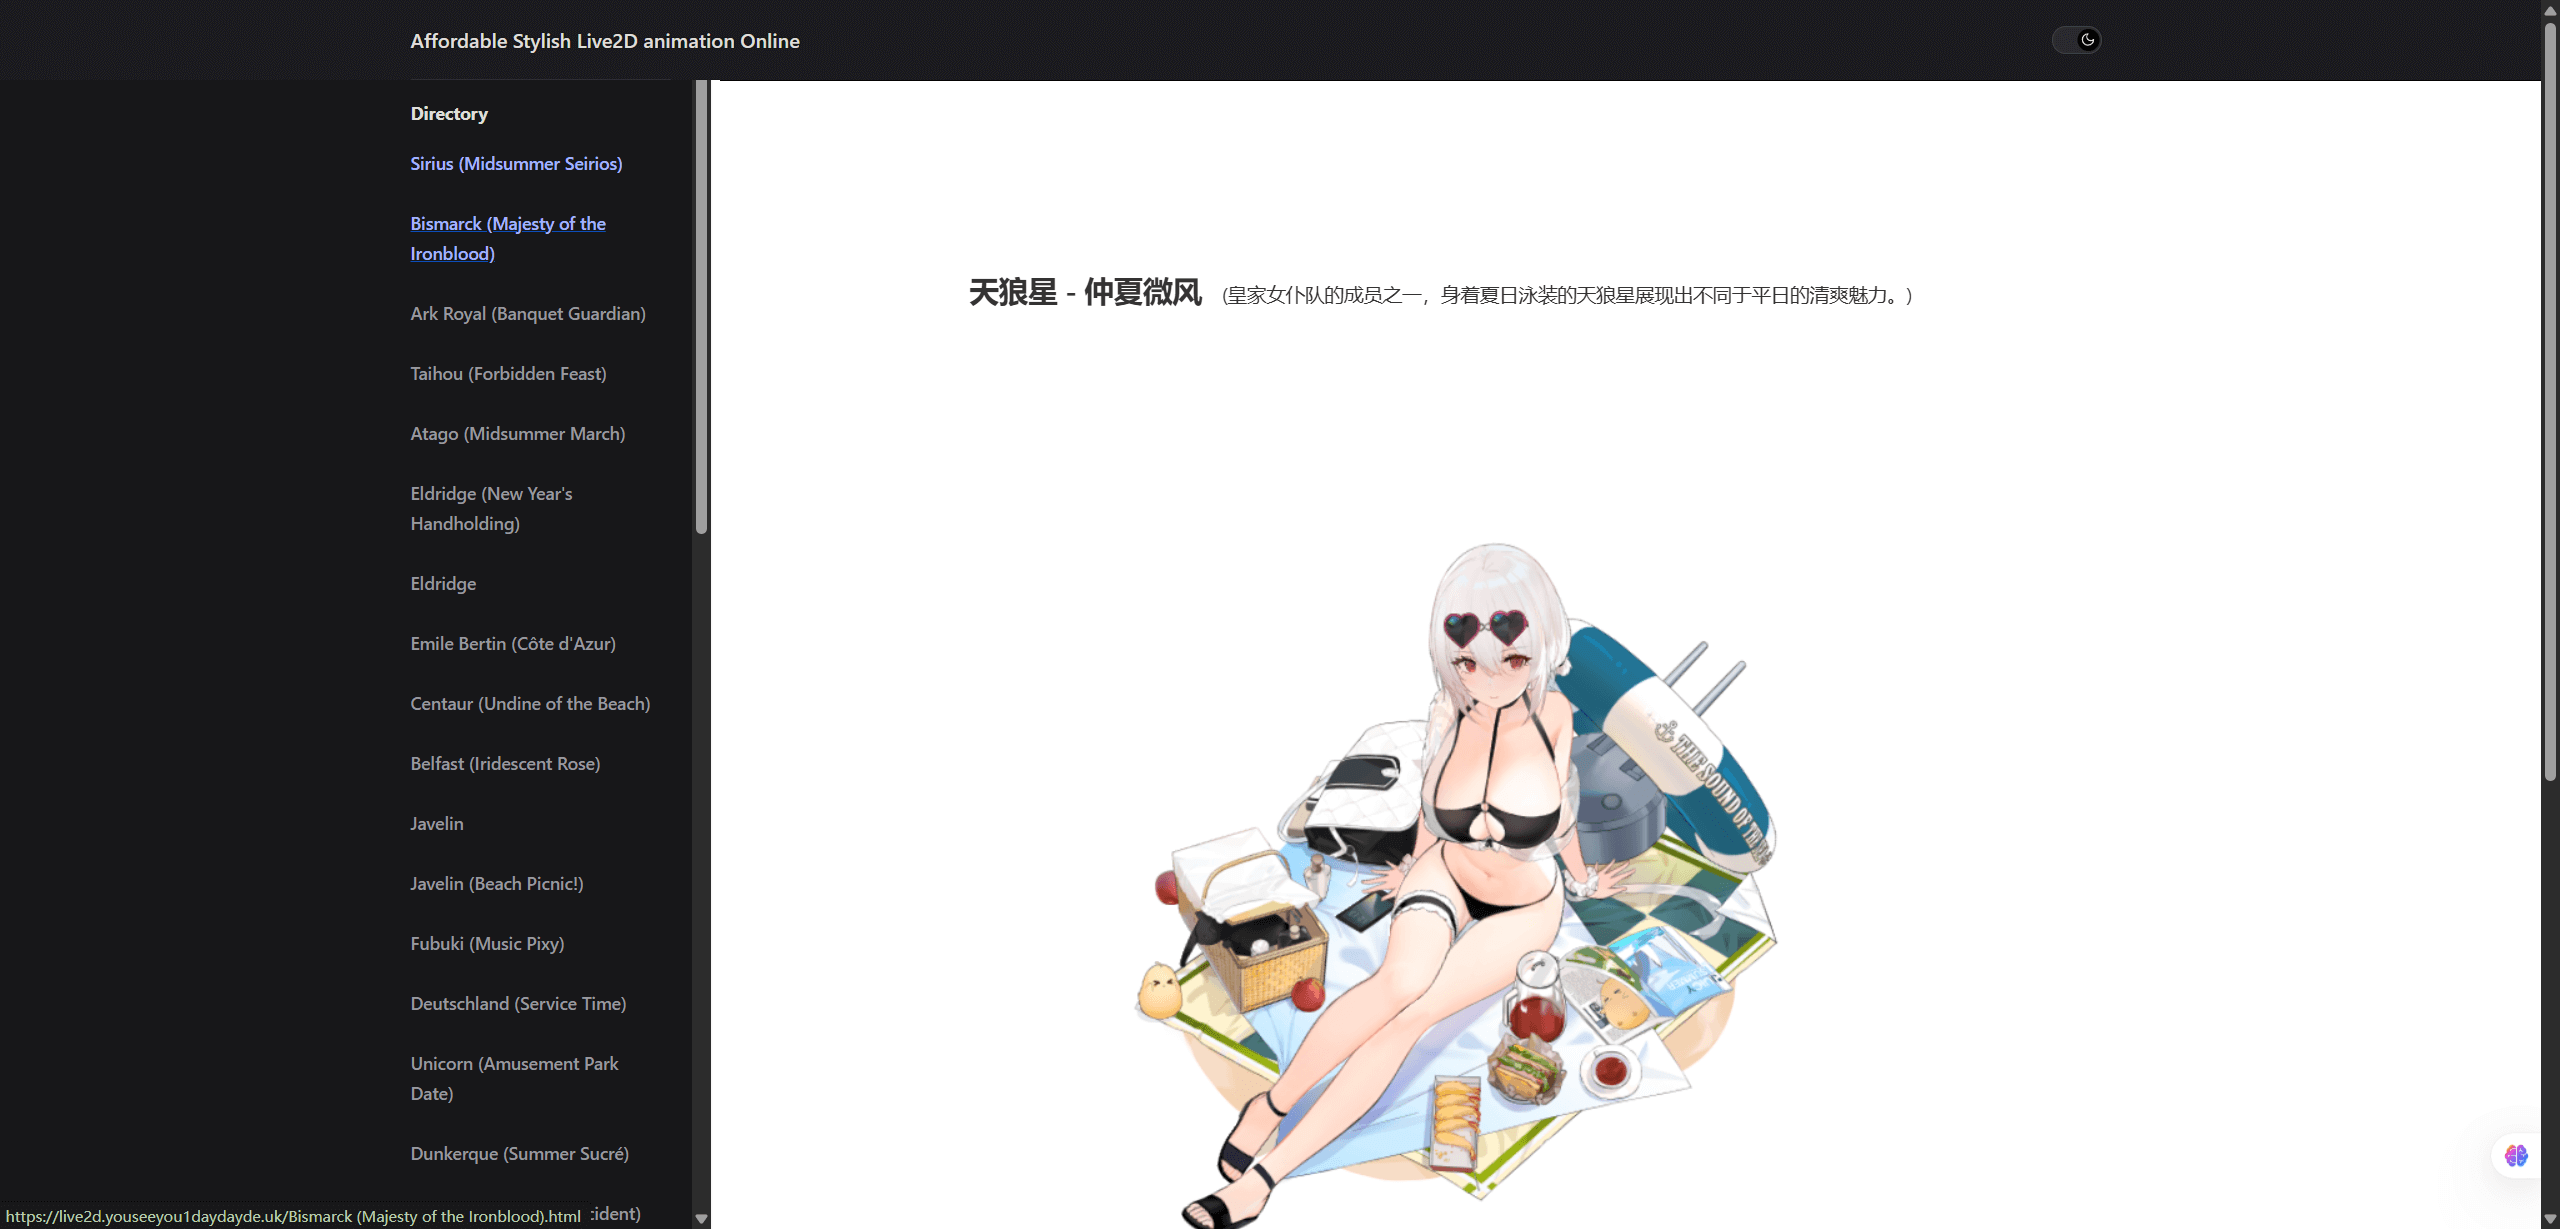 Affordable Stylish Live2D animation Online
Directory
Sirius (Midsummer Seirios)
Bismarck (Majesty of the
Ironblood)
Ark Royal (Banquet Guardian)
Taihou (Forbidden Feast)
Atago (Midsummer March)
Eldridge (New Year's
Handholding)
Eldridge
Emile Bertin (Côte d'Azur)
Centaur (Undine of the Beach)
Belfast (Iridescent Rose)
Javelin
Javelin (Beach Picnic!)
Fubuki (Music Pixy)
Deutschland (Service Time)
Unicorn (Amusement Park
Date)
Dunkerque (Summer Sucré)
cident)
https://live2d.youseeyou1daydayde.uk/Bismarck (Majesty of the Ironblood).html
天狼星 - 仲夏微风 (皇家女仆队的成员之一，身着夏日泳装的天狼星展现出不同于平日的清爽魅力。)
THE SOUND OF THE